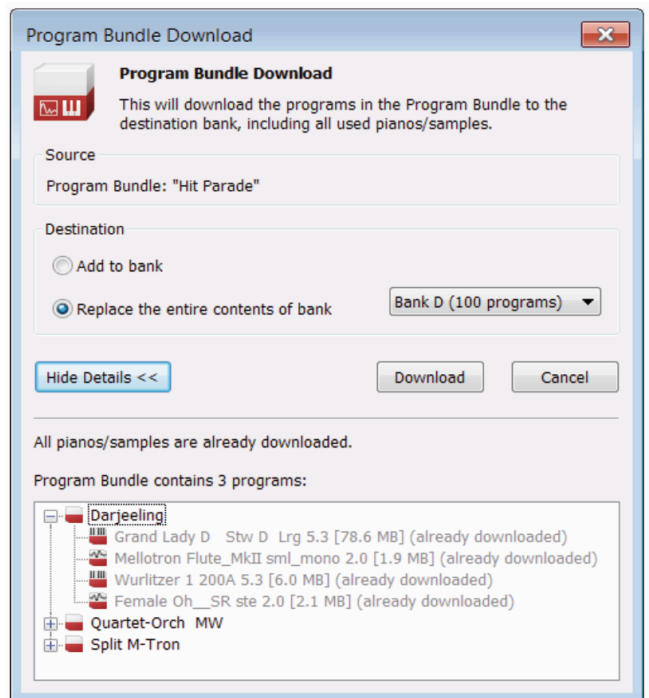 Program Bundle Download
Program Bundle Download
This will download the programs in the Program Bundle to the
destination bank, including all used pianos/samples.
Source
Program Bundle: "Hit Parade"
Destination
Add to bank
Replace the entire contents of bank
Bank D (100 programs)
Hide Details <<
Download
Cancel
All pianos/samples are already downloaded.
Program Bundle contains 3 programs:
Darjeeling
Grand Lady D   Stw D  Lrg 5.3 [78.6 MB] (already downloaded)
Mellotron Flute_MkII sml_mono 2.0 [1.9 MB] (already downloaded)
Wurlitzer 1 200A 5.3 [6.0 MB] (already downloaded)
Female Oh__SR ste 2.0 [2.1 MB] (already downloaded)
Quartet-Orch  MW
Split M-Tron